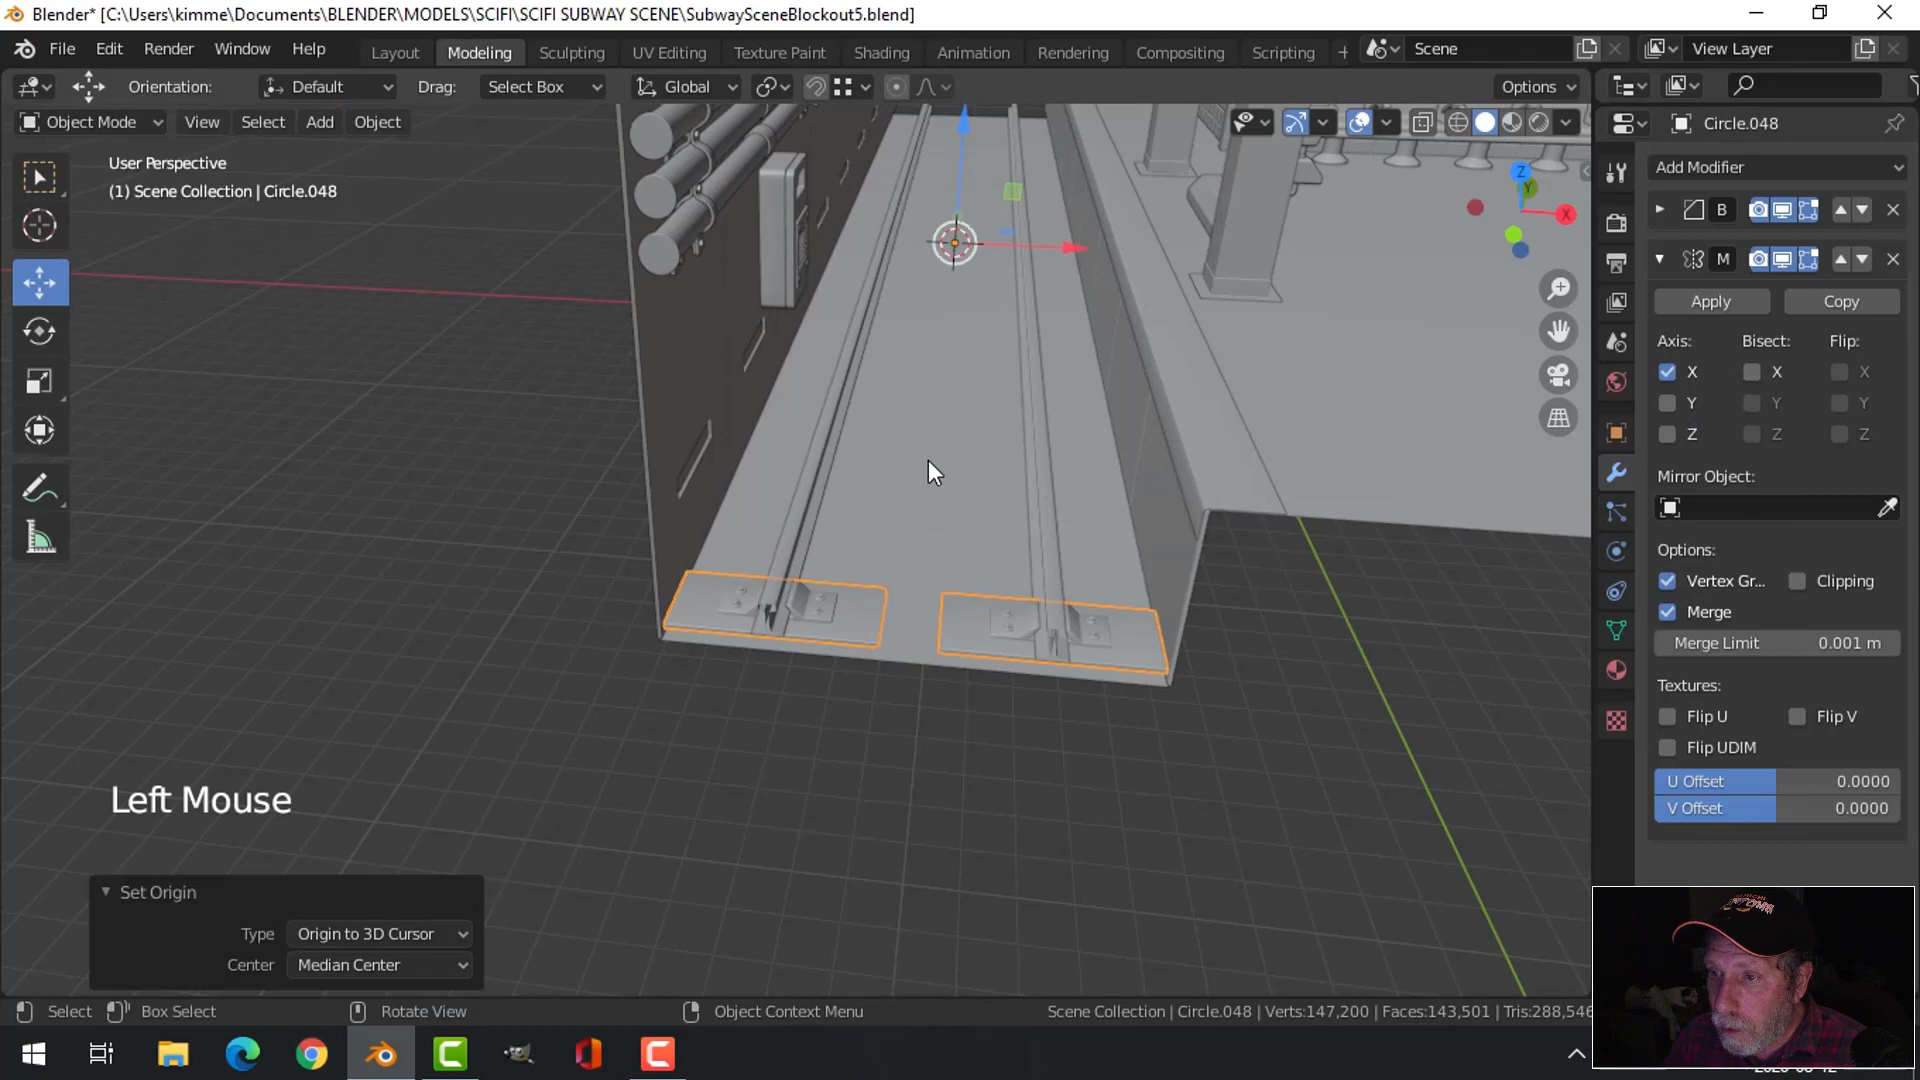 Blender* [C:\Users\kimme\Documents\BLENDER\MODELS\SCIFI\SCIFI SUBWAY SCENE\SubwaySceneBlockout5.blend]
File Edit Render Window Help Layout Modeling Sculpting UV Editing Texture Paint Shading Animation Rendering Compositing Scripting + Scene View Layer
Orientation: Default Drag: Select Box Global Options
Object Mode View Select Add Object Circle.048
User Perspective
(1) Scene Collection | Circle.048
Add Modifier
B
M
Apply Copy
Axis: Bisect: Flip:
X X X
Y Y Y
Z Z Z
Mirror Object:
Options:
Vertex Gr... Clipping
Merge
Merge Limit 0.001 m
Textures:
Flip U Flip V
Flip UDIM
U Offset 0.0000
V Offset 0.0000
Z
Y
X
Left Mouse
Set Origin
Type Origin to 3D Cursor
Center Median Center
Select Box Select Rotate View Object Context Menu Scene Collection | Circle.048 | Verts:147,200 | Faces:143,501 | Tris:288,546